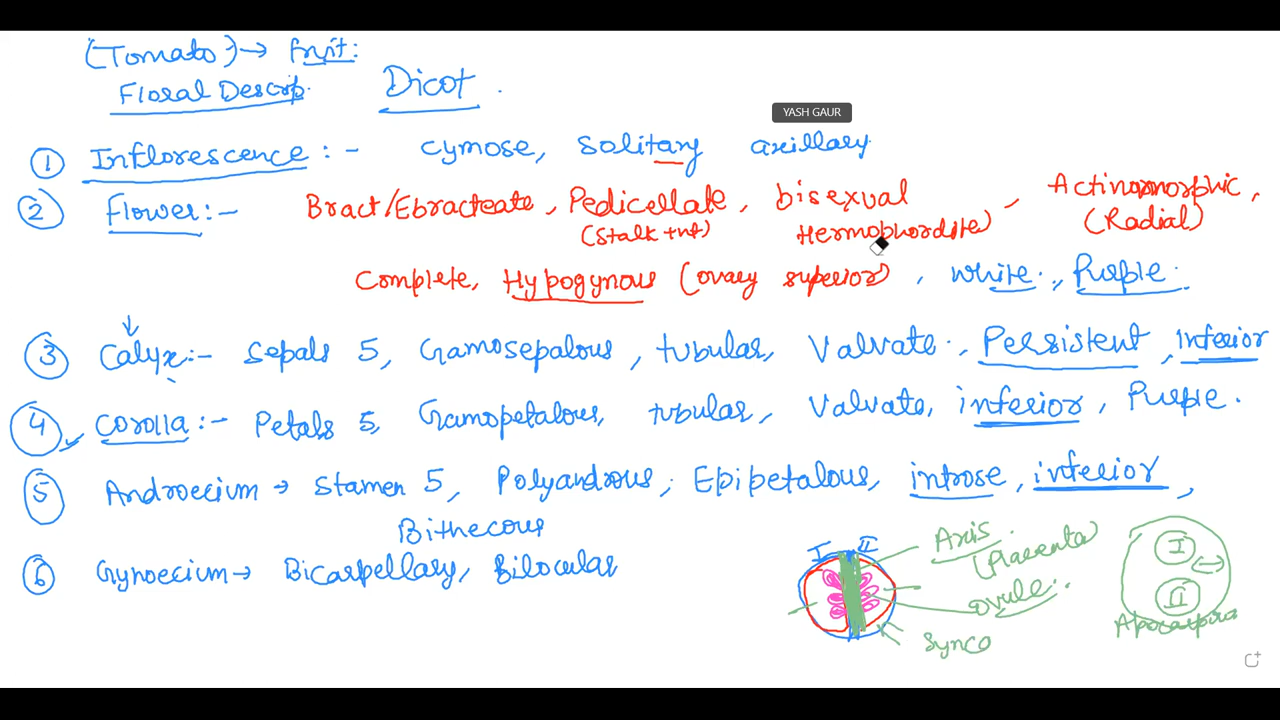 (Tomato) → fruit:
Floral Descrip. Dicot.
YASH GAUR
① Inflorescence :- cymose, solitary axillary.
② Flower:- Bract/Ebracteate, Pedicellate, bisexual, Actinomorphic,
(Stalk +nt) Hermophordite) (Radial)
Complete, Hypogynous (ovary superior), white., Purple.
③ Calyx:- Sepals 5, Gamosepalous, tubular, Valvate., Persistent, Inferior
④ Corolla:- Petals 5, Gamopetalous, tubular, Valvate, inferior, Purple.
⑤ Androecium → Stamen 5, Polyandrous, Epipetalous, introse, inferior,
Bithecous
⑥ Gynoecium → Bicarpellary, Bilocular
I II
Axis
(Placenta
ovule
Synco
I
II